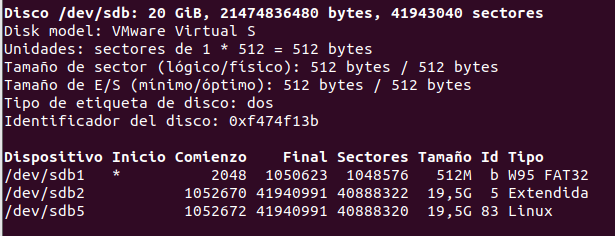 Disco /dev/sdb: 20 GiB, 21474836480 bytes, 41943040 sectores
Disk model: VMware Virtual S
Unidades: sectores de 1 * 512 = 512 bytes
Tamaño de sector (lógico/físico): 512 bytes / 512 bytes
Tamaño de E/S (mínimo/óptimo): 512 bytes / 512 bytes
Tipo de etiqueta de disco: dos
Identificador del disco: 0xf474f13b

Dispositivo Inicio Comienzo Final Sectores Tamaño Id Tipo
/dev/sdb1 * 2048 1050623 1048576 512M b W95 FAT32
/dev/sdb2 1052670 41940991 40888322 19,5G 5 Extendida
/dev/sdb5 1052672 41940991 40888320 19,5G 83 Linux